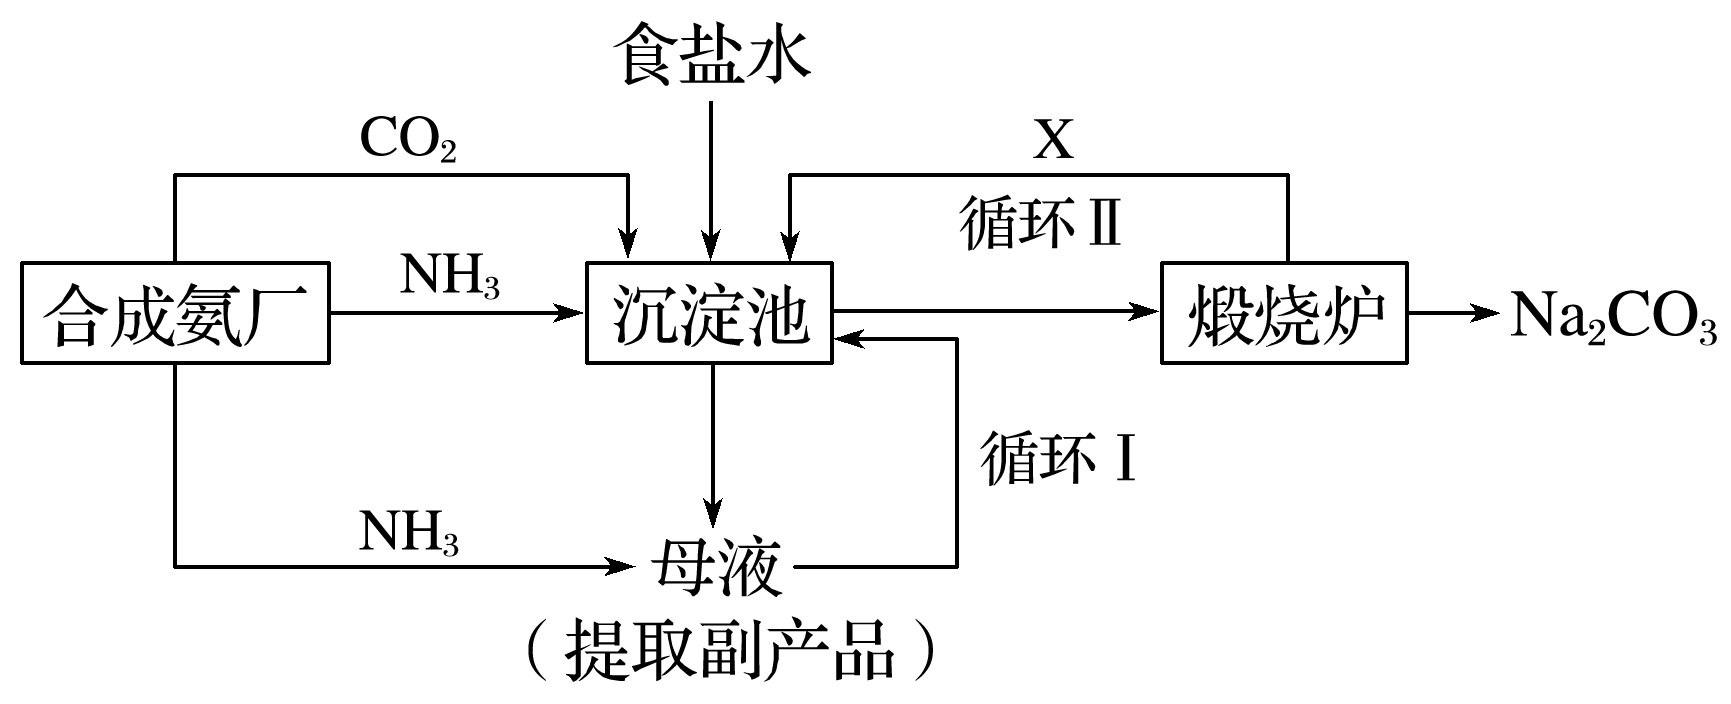 食盐水
CO₂
X
循环Ⅱ
NH₃
合成氨厂
沉淀池
煅烧炉
Na₂CO₃
循环Ⅰ
NH₃
母液
（提取副产品）